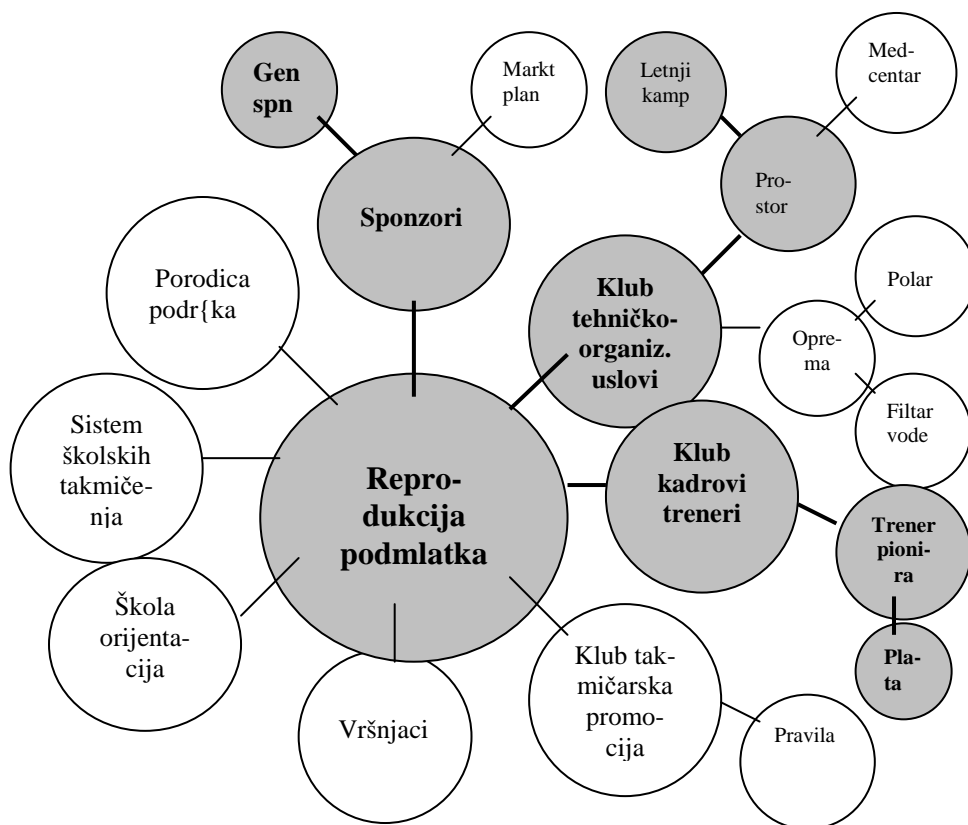 Gen
spn
Markt
plan
Letnji
kamp
Med-
centar
Sponzori
Pro-
stor
Porodica
podr{ka
Klub
tehničko-
organiz.
uslovi
Polar
Opre-
ma
Filtar
vode
Sistem
školskih
takmiče-
nja
Repro-
dukcija
podmlatka
Klub
kadrovi
treneri
Trener
pioni-
ra
Škola
orijenta-
cija
Vršnjaci
Klub tak-
mičarska
promo-
cija
Pla-
ta
Pravila